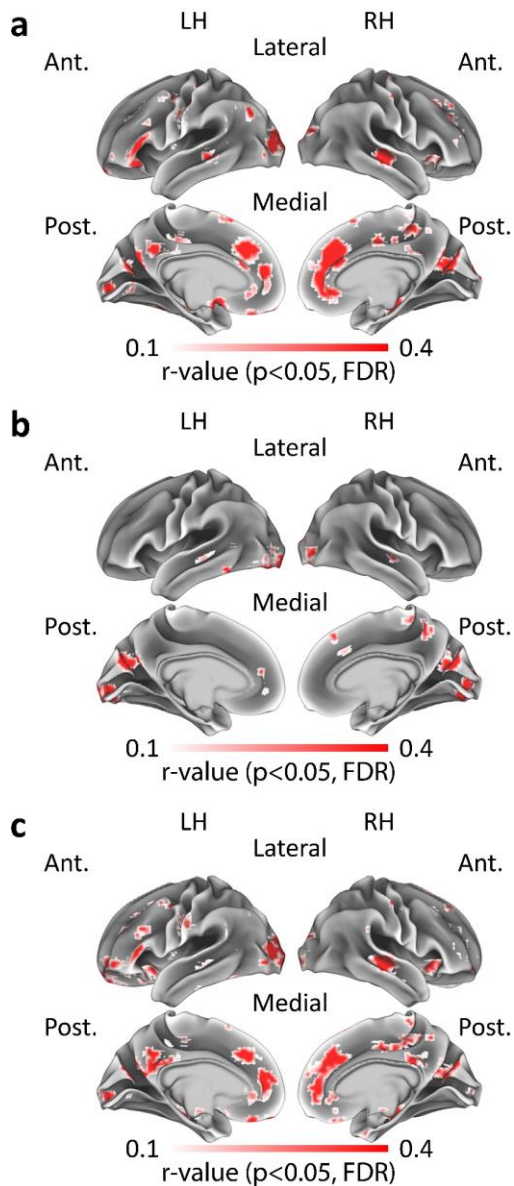 a
LH RH
Lateral
Ant. Ant.
Medial
Post. Post.
0.1 0.4
r-value (p<0.05, FDR)
b
LH RH
Lateral
Ant. Ant.
Medial
Post. Post.
0.1 0.4
r-value (p<0.05, FDR)
c
LH RH
Lateral
Ant. Ant.
Medial
Post. Post.
0.1 0.4
r-value (p<0.05, FDR)